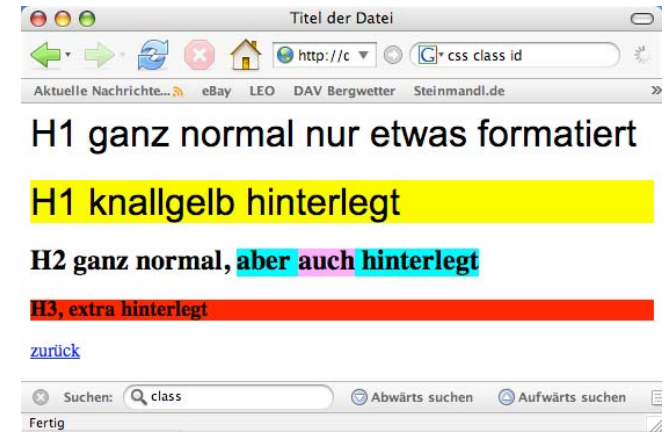 Titel der Datei
http://c css class id
Aktuelle Nachrichte... eBay LEO DAV Bergwetter Steinmandl.de »
H1 ganz normal nur etwas formatiert
H1 knallgelb hinterlegt
H2 ganz normal, aber auch hinterlegt
H3, extra hinterlegt
zurück
Suchen: class Abwärts suchen Aufwärts suchen
Fertig